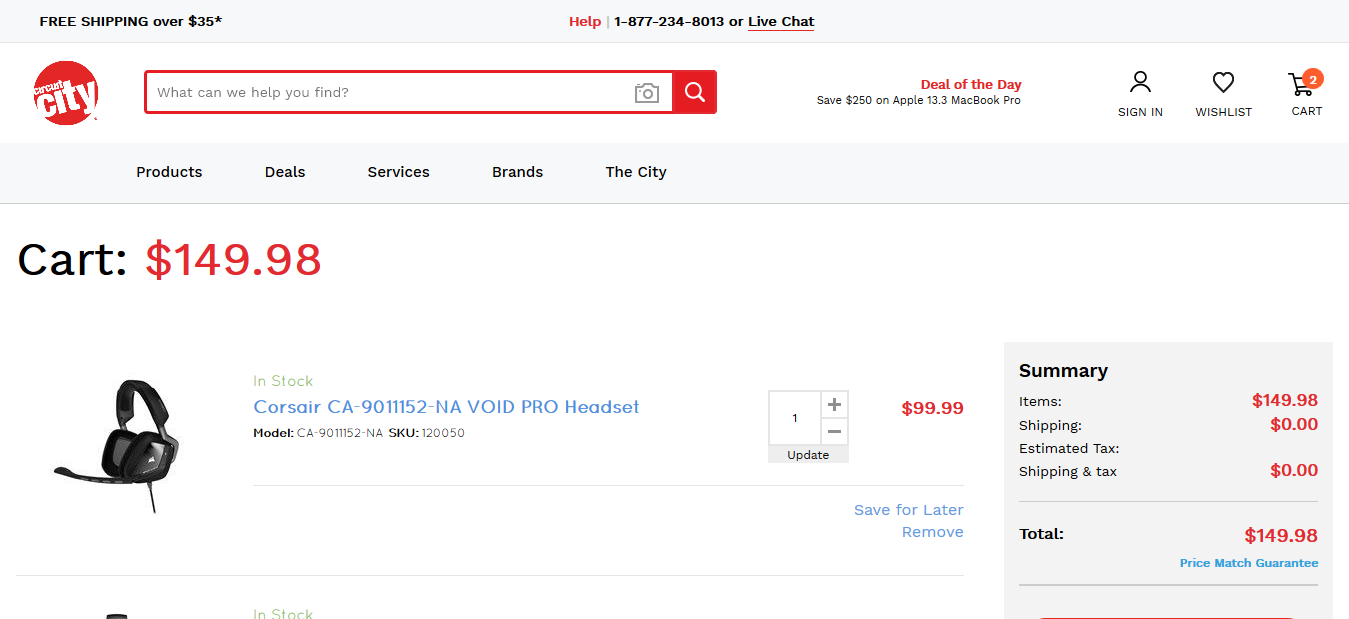 FREE SHIPPING over $35*
Help | 1-877-234-8013 or Live Chat
circuit city
What can we help you find?
Deal of the Day
Save $250 on Apple 13.3 MacBook Pro
SIGN IN
WISHLIST
2
CART
Products Deals Services Brands The City
Cart: $149.98
In Stock
Corsair CA-9011152-NA VOID PRO Headset
Model: CA-9011152-NA SKU: 120050
1
Update
$99.99
Save for Later
Remove
In Stock
Summary
Items: $149.98
Shipping: $0.00
Estimated Tax:
Shipping & tax $0.00
Total: $149.98
Price Match Guarantee